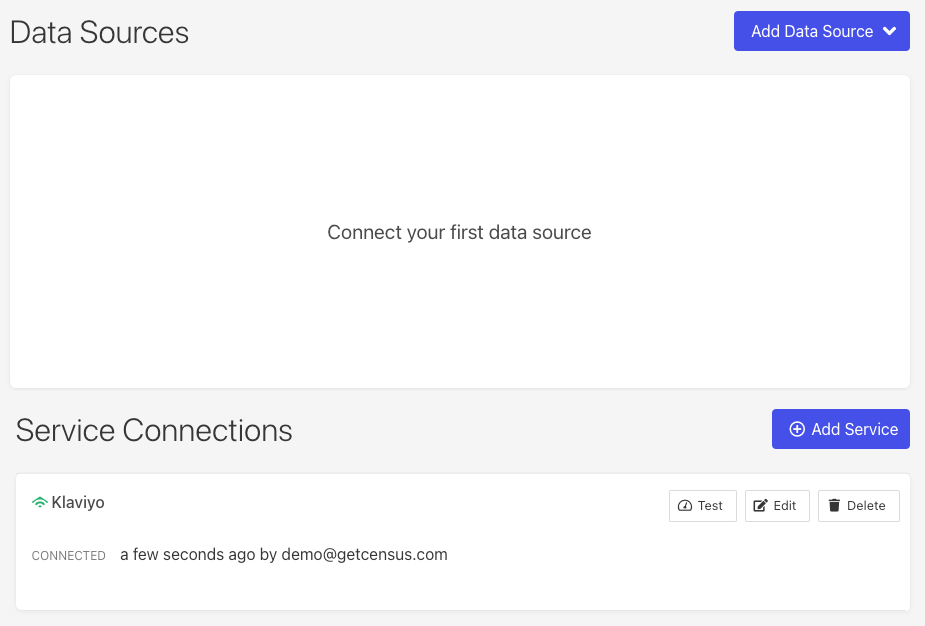 Data Sources
Add Data Source
Connect your first data source
Service Connections
Add Service
Klaviyo
Test
Edit
Delete
CONNECTED a few seconds ago by demo@getcensus.com